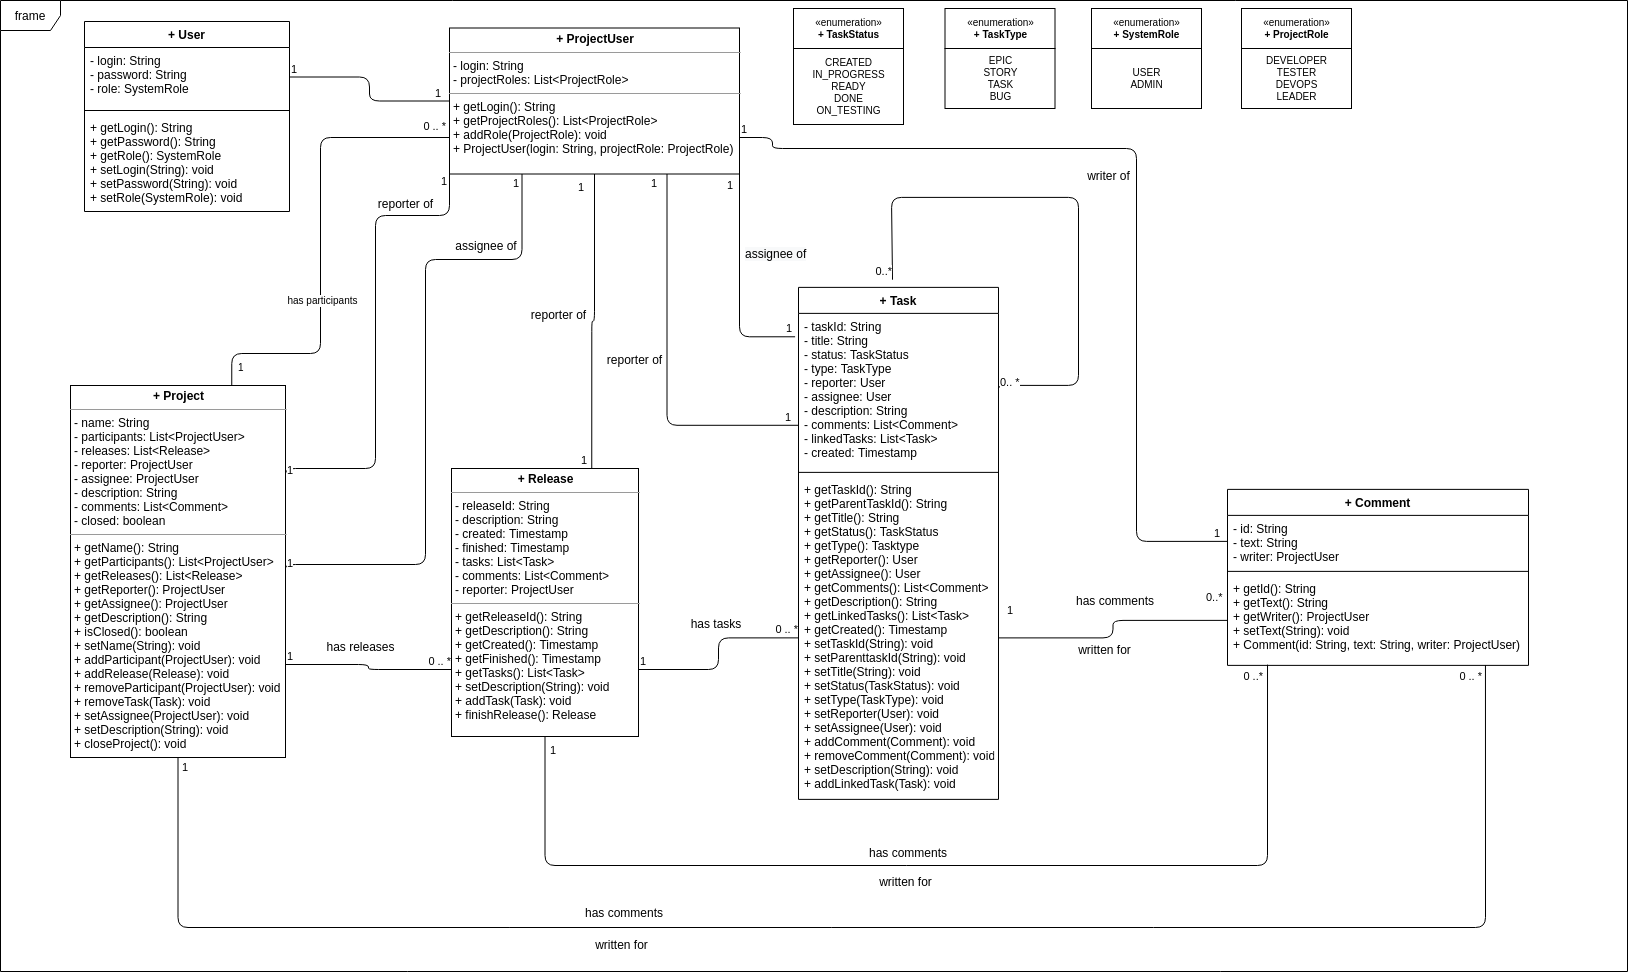 frame
+ User
- login: String
- password: String
- role: SystemRole
+ getLogin(): String
+ getPassword(): String
+ getRole(): SystemRole
+ setLogin(String): void
+ setPassword(String): void
+ setRole(SystemRole): void
1
1
+ ProjectUser
- login: String
- projectRoles: List<ProjectRole>
+ getLogin(): String
+ getProjectRoles(): List<ProjectRole>
+ addRole(ProjectRole): void
+ ProjectUser(login: String, projectRole: ProjectRole)
«enumeration»
+ TaskStatus
CREATED
IN_PROGRESS
READY
DONE
ON_TESTING
«enumeration»
+ TaskType
EPIC
STORY
TASK
BUG
«enumeration»
+ SystemRole
USER
ADMIN
«enumeration»
+ ProjectRole
DEVELOPER
TESTER
DEVOPS
LEADER
0 .. *
has participants
1
1
reporter of
1
1
assignee of
1
1
reporter of
1
1
reporter of
1
1
assignee of
1
1
writer of
1
0..*
0.. *
+ Project
- name: String
- participants: List<ProjectUser>
- releases: List<Release>
- reporter: ProjectUser
- assignee: ProjectUser
- description: String
- comments: List<Comment>
- closed: boolean
+ getName(): String
+ getParticipants(): List<ProjectUser>
+ getReleases(): List<Release>
+ getReporter(): ProjectUser
+ getAssignee(): ProjectUser
+ getDescription(): String
+ isClosed(): boolean
+ setName(String): void
+ addParticipant(ProjectUser): void
+ addRelease(Release): void
+ removeParticipant(ProjectUser): void
+ removeTask(Task): void
+ setAssignee(ProjectUser): void
+ setDescription(String): void
+ closeProject(): void
1
has releases
0 .. *
+ Release
- releaseId: String
- description: String
- created: Timestamp
- finished: Timestamp
- tasks: List<Task>
- comments: List<Comment>
- reporter: ProjectUser
+ getReleaseId(): String
+ getDescription(): String
+ getCreated(): Timestamp
+ getFinished(): Timestamp
+ getTasks(): List<Task>
+ setDescription(String): void
+ addTask(Task): void
+ finishRelease(): Release
1
has tasks
0 .. *
+ Task
- taskId: String
- title: String
- status: TaskStatus
- type: TaskType
- reporter: User
- assignee: User
- description: String
- comments: List<Comment>
- linkedTasks: List<Task>
- created: Timestamp
+ getTaskId(): String
+ getParentTaskId(): String
+ getTitle(): String
+ getStatus(): TaskStatus
+ getType(): Tasktype
+ getReporter(): User
+ getAssignee(): User
+ getComments(): List<Comment>
+ getDescription(): String
+ getLinkedTasks(): List<Task>
+ getCreated(): Timestamp
+ setTaskId(String): void
+ setParenttaskId(String): void
+ setTitle(String): void
+ setStatus(TaskStatus): void
+ setType(TaskType): void
+ setReporter(User): void
+ setAssignee(User): void
+ addComment(Comment): void
+ removeComment(Comment): void
+ setDescription(String): void
+ addLinkedTask(Task): void
1
has comments
0..*
written for
+ Comment
- id: String
- text: String
- writer: ProjectUser
+ getId(): String
+ getText(): String
+ getWriter(): ProjectUser
+ setText(String): void
+ Comment(id: String, text: String, writer: ProjectUser)
0 ..*
0 .. *
1
has comments
written for
1
has comments
written for